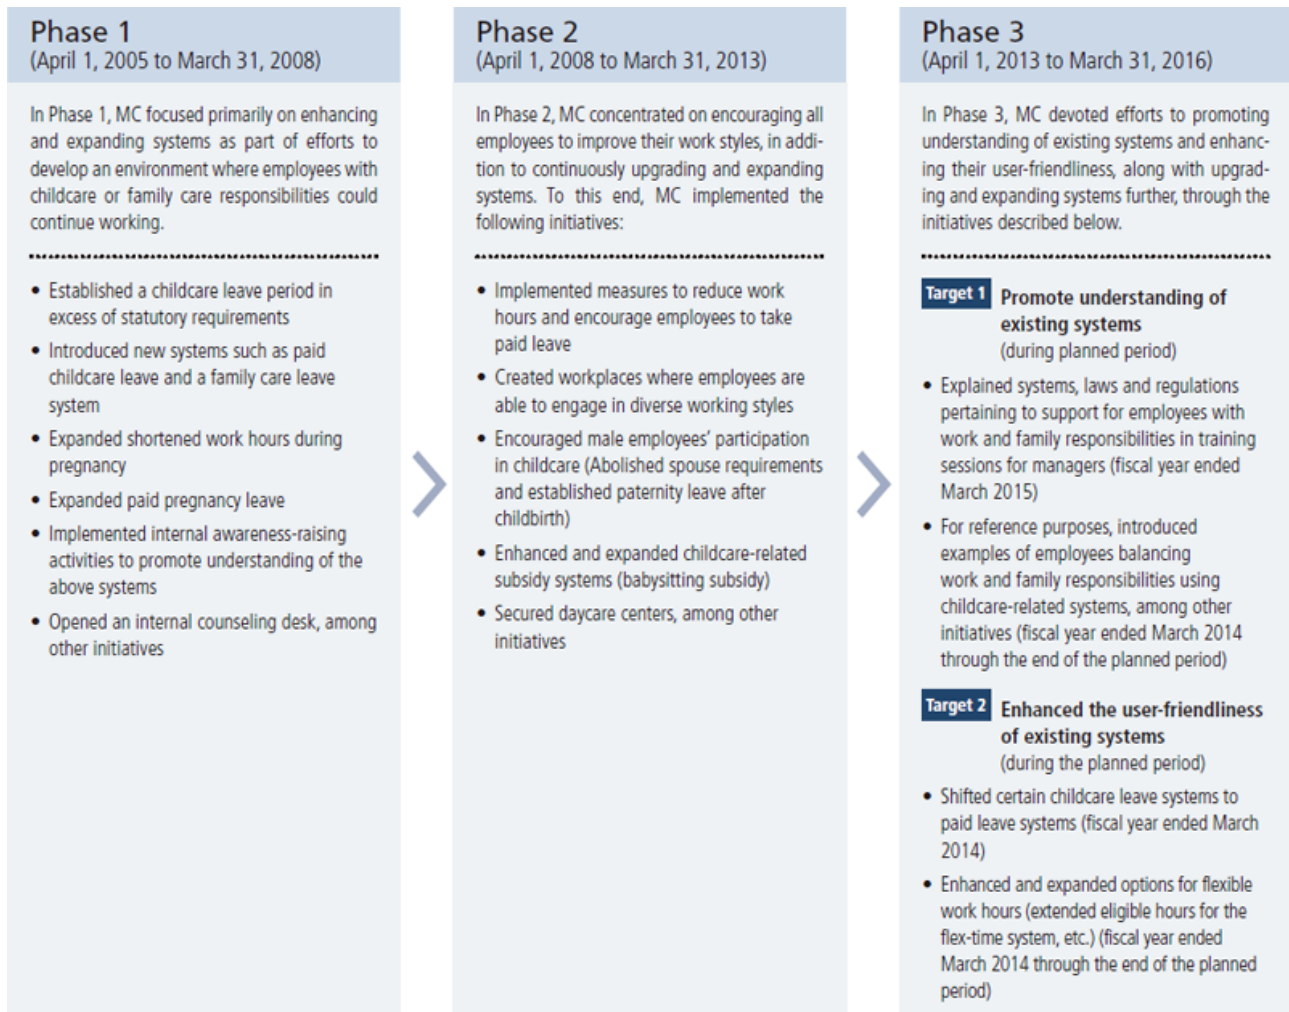 Phase 1
(April 1, 2005 to March 31, 2008)
In Phase 1, MC focused primarily on enhancing
and expanding systems as part of efforts to
develop an environment where employees with
childcare or family care responsibilities could
continue working.
• Established a childcare leave period in
excess of statutory requirements
• Introduced new systems such as paid
childcare leave and a family care leave
system
• Expanded shortened work hours during
pregnancy
• Expanded paid pregnancy leave
• Implemented internal awareness-raising
activities to promote understanding of the
above systems
• Opened an internal counseling desk, among
other initiatives
Phase 2
(April 1, 2008 to March 31, 2013)
In Phase 2, MC concentrated on encouraging all
employees to improve their work styles, in addi-
tion to continuously upgrading and expanding
systems. To this end, MC implemented the
following initiatives:
• Implemented measures to reduce work
hours and encourage employees to take
paid leave
• Created workplaces where employees are
able to engage in diverse working styles
• Encouraged male employees’ participation
in childcare (Abolished spouse requirements
and established paternity leave after
childbirth)
• Enhanced and expanded childcare-related
subsidy systems (babysitting subsidy)
• Secured daycare centers, among other
initiatives
Phase 3
(April 1, 2013 to March 31, 2016)
In Phase 3, MC devoted efforts to promoting
understanding of existing systems and enhanc-
ing their user-friendliness, along with upgrad-
ing and expanding systems further, through the
initiatives described below.
Target 1 Promote understanding of
existing systems
(during planned period)
• Explained systems, laws and regulations
pertaining to support for employees with
work and family responsibilities in training
sessions for managers (fiscal year ended
March 2015)
• For reference purposes, introduced
examples of employees balancing
work and family responsibilities using
childcare-related systems, among other
initiatives (fiscal year ended March 2014
through the end of the planned period)
Target 2 Enhanced the user-friendliness
of existing systems
(during the planned period)
• Shifted certain childcare leave systems to
paid leave systems (fiscal year ended March
2014)
• Enhanced and expanded options for flexible
work hours (extended eligible hours for the
flex-time system, etc.) (fiscal year ended
March 2014 through the end of the planned
period)